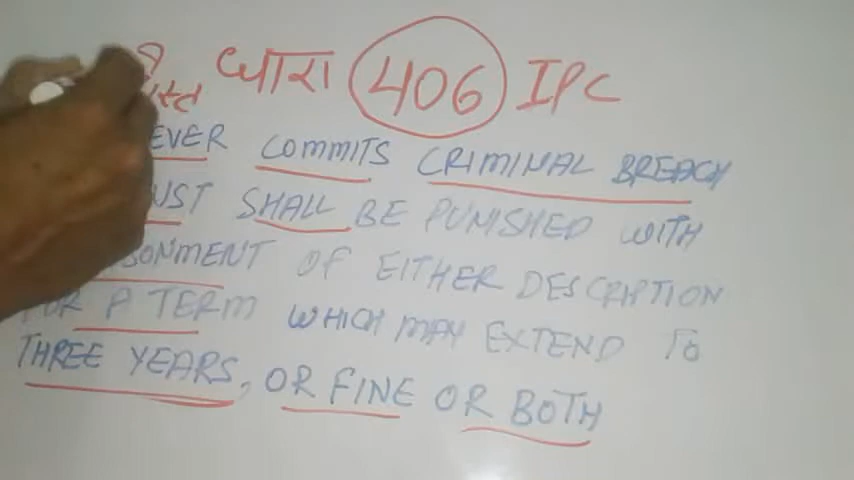 धारा 406 IPC
EVER COMMITS CRIMINAL BREACH
UST SHALL BE PUNISHED WITH
SONMENT OF EITHER DESCRIPTION
FOR A TERM WHICH MAY EXTEND TO
THREE YEARS, OR FINE OR BOTH